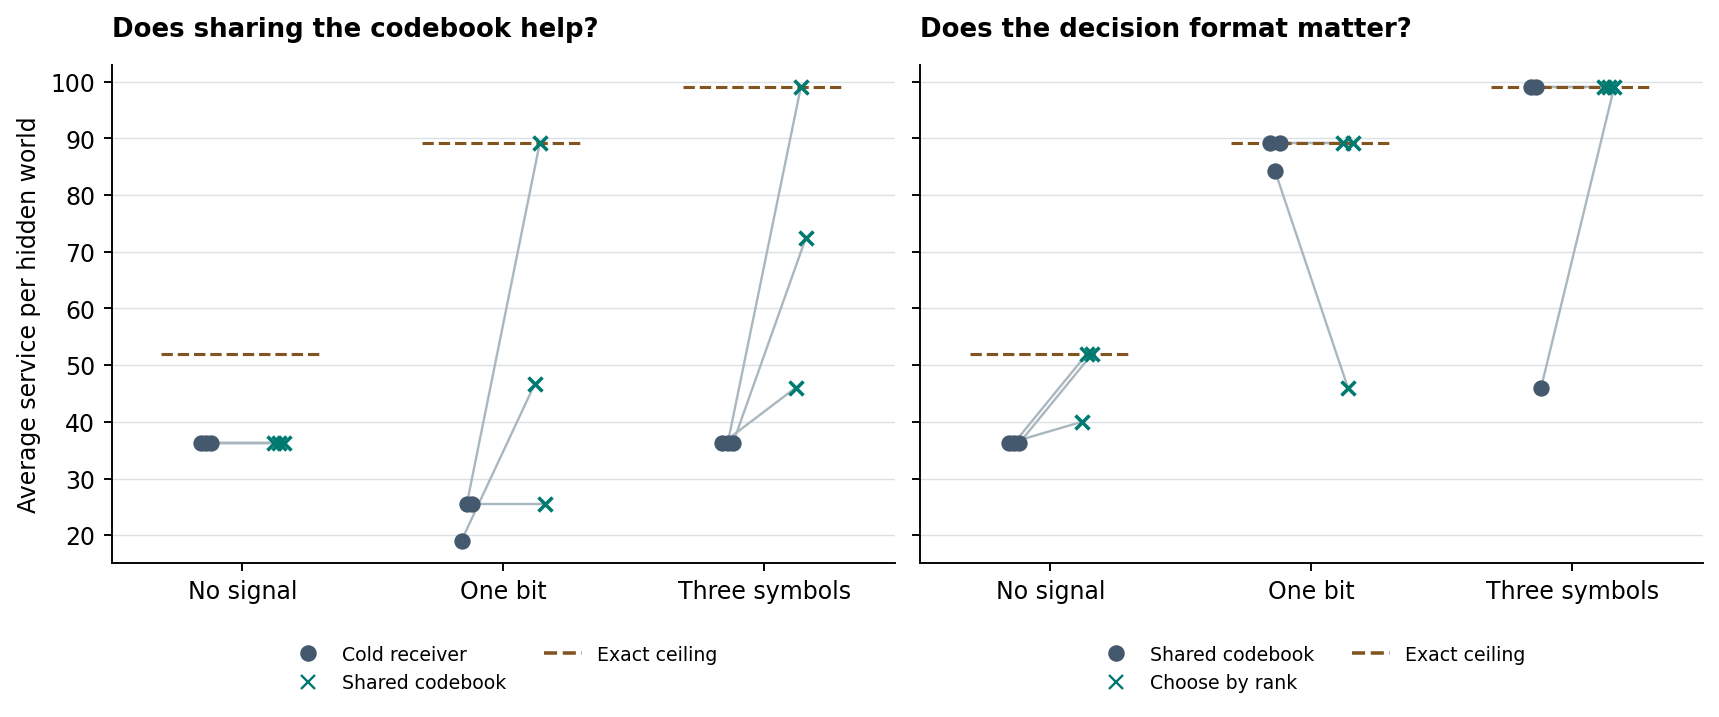 Does sharing the codebook help?
Does the decision format matter?
Average service per hidden world
100
90
80
70
60
50
40
30
20
No signal
One bit
Three symbols
No signal
One bit
Three symbols
Cold receiver
Shared codebook
Exact ceiling
Shared codebook
Choose by rank
Exact ceiling